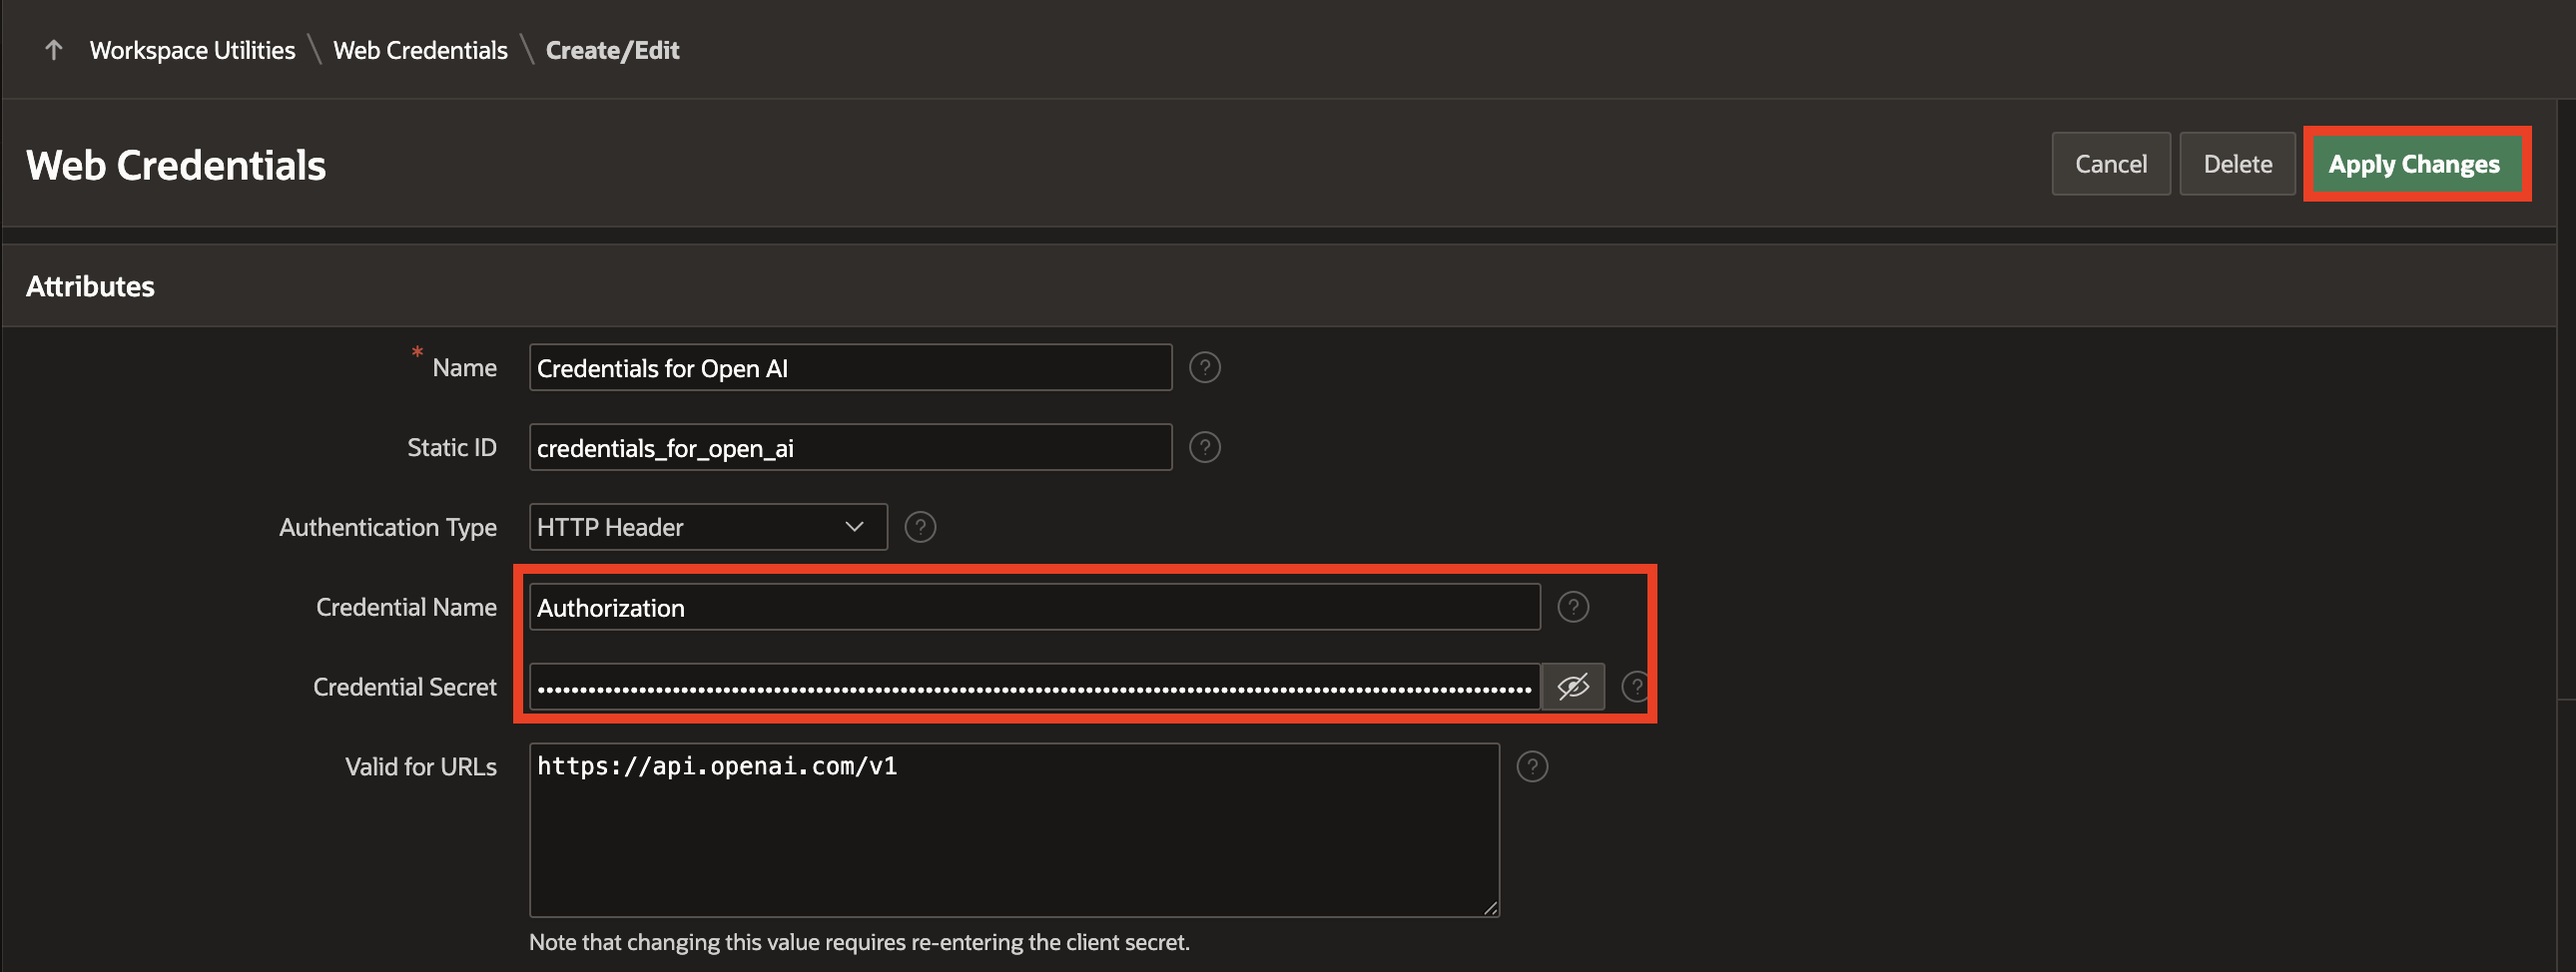 Workspace Utilities \ Web Credentials \ Create/Edit
Web Credentials
Cancel
Delete
Apply Changes
Attributes
* Name
Credentials for Open AI
?
Static ID
credentials_for_open_ai
?
Authentication Type
HTTP Header
?
Credential Name
Authorization
?
Credential Secret
?
Valid for URLs
https://api.openai.com/v1
?
Note that changing this value requires re-entering the client secret.